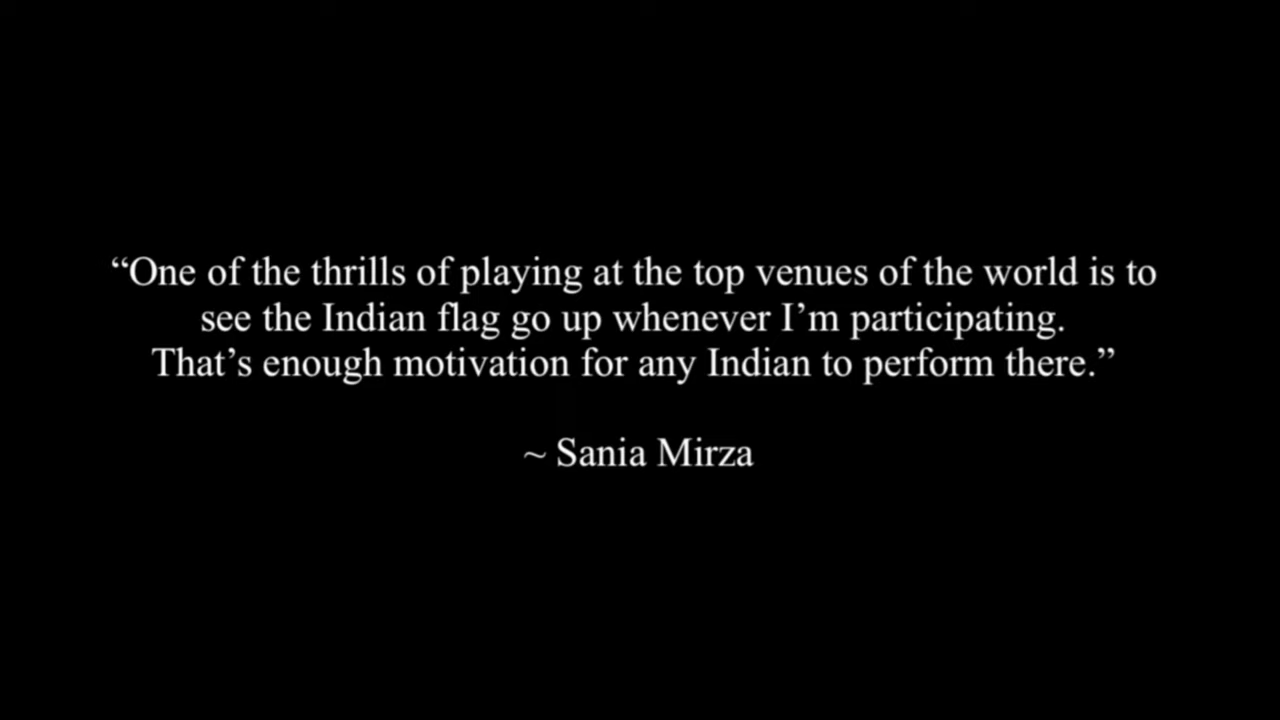 “One of the thrills of playing at the top venues of the world is to
see the Indian flag go up whenever I’m participating.
That’s enough motivation for any Indian to perform there.”
~ Sania Mirza